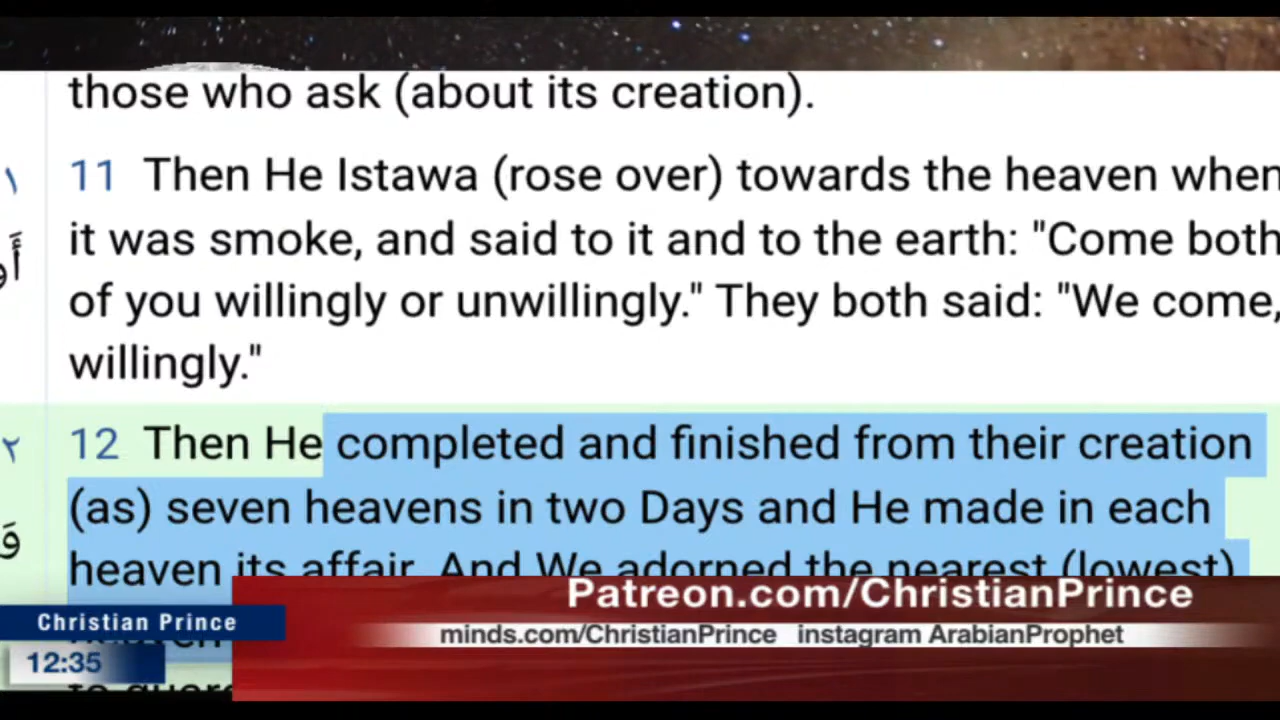 those who ask (about its creation).
11 Then He Istawa (rose over) towards the heaven when
it was smoke, and said to it and to the earth: "Come both
of you willingly or unwillingly." They both said: "We come,
willingly."
12 Then He completed and finished from their creation
(as) seven heavens in two Days and He made in each
heaven its affair. And We adorned the nearest (lowest)
Patreon.com/ChristianPrince
Christian Prince
minds.com/ChristianPrince instagram ArabianProphet
12:35